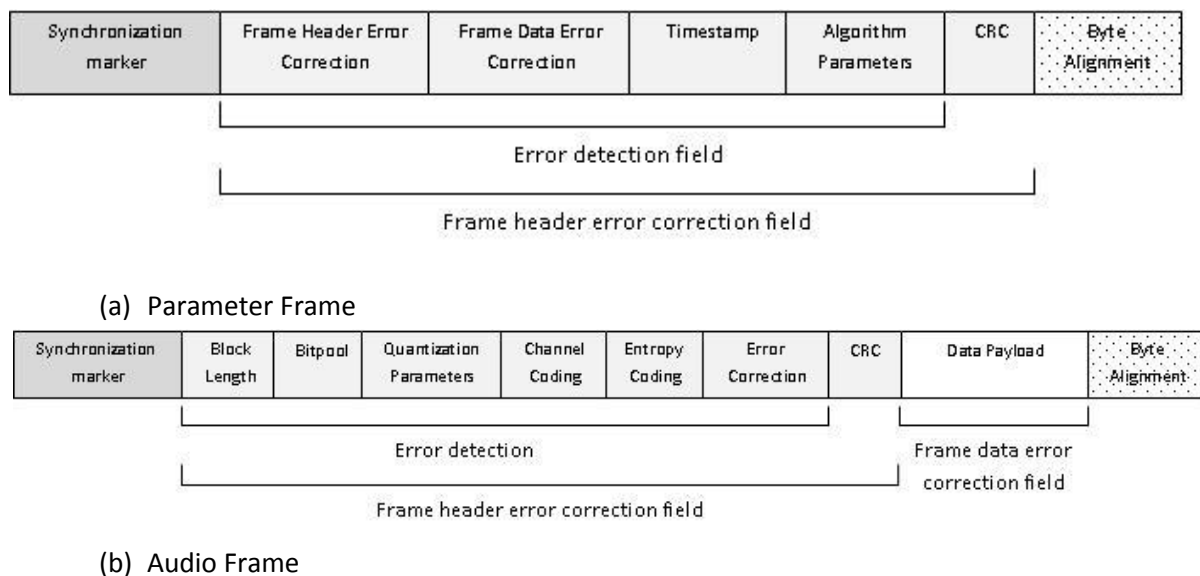 Synchronization marker
Frame Header Error Correction
Frame Data Error Correction
Timestamp
Algorithm Parameters
CRC
Byte Alignment
Error detection field
Frame header error correction field
(a) Parameter Frame
Synchronization marker
Block Length
Bitpool
Quantization Parameters
Channel Coding
Entropy Coding
Error Correction
CRC
Data Payload
Byte Alignment
Error detection
Frame data error
correction field
Frame header error correction field
(b) Audio Frame